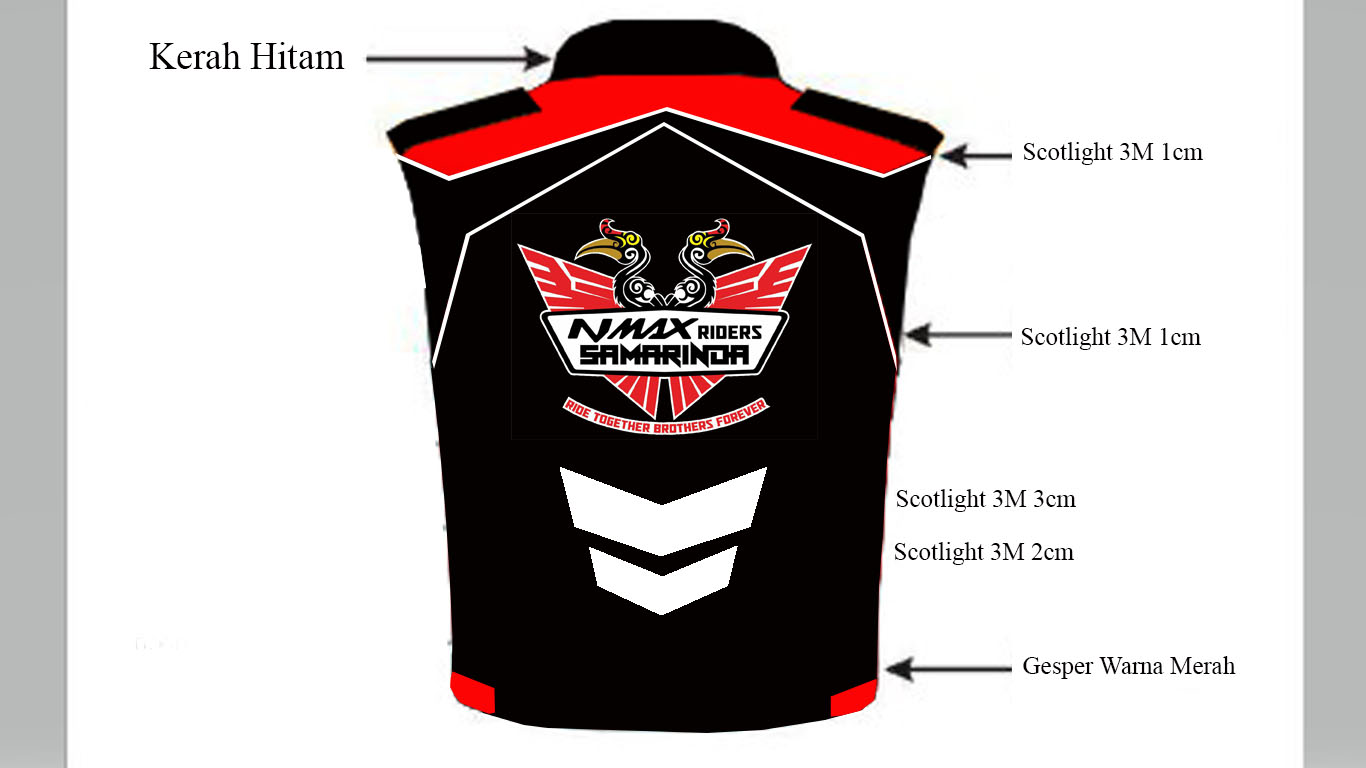 Kerah Hitam
Scotlight 3M 1cm
NMAX RIDERS
SAMARINDA
Scotlight 3M 1cm
RIDE TOGETHER BROTHERS FOREVER
Scotlight 3M 3cm
Scotlight 3M 2cm
Gesper Warna Merah